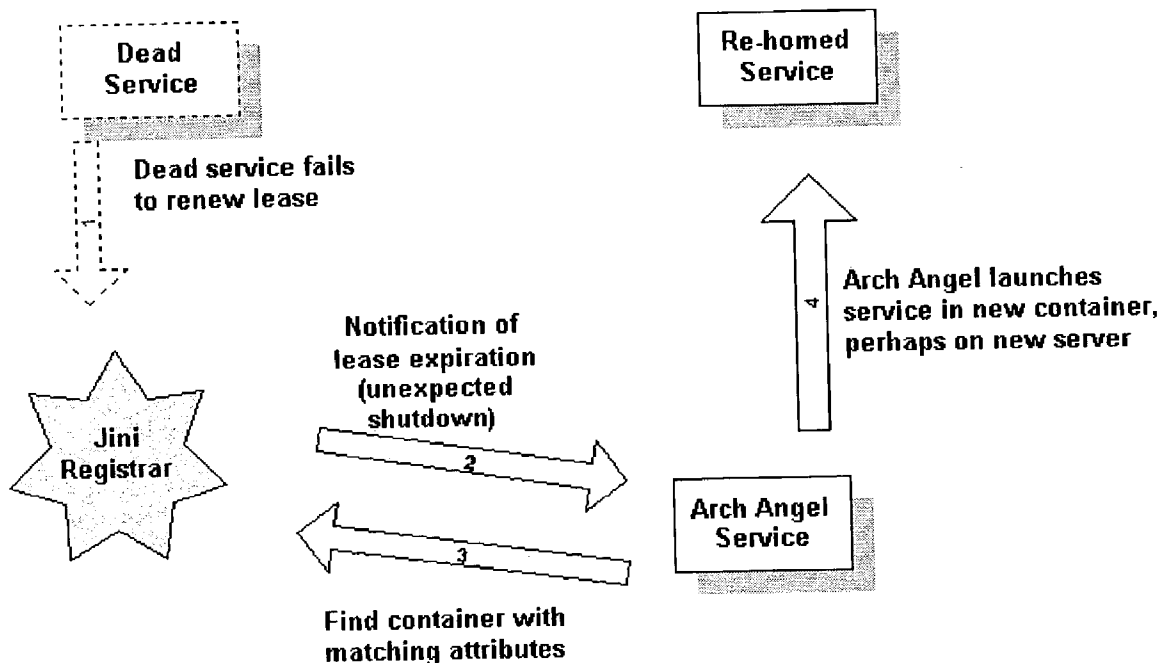 Dead
Service
Re-homed
Service
Dead service fails
to renew lease
1
4
Arch Angel launches
service in new container,
perhaps on new server
Notification of
lease expiration
(unexpected
shutdown)
Jini
Registrar
2
Arch Angel
Service
3
Find container with
matching attributes